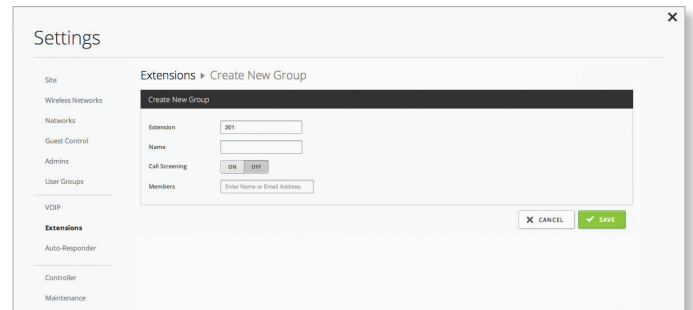 Settings
Site
Wireless Networks
Networks
Guest Control
Admins
User Groups
VOIP
Extensions
Auto-Responder
Controller
Maintenance
Extensions ▸ Create New Group
Create New Group
Extension 201
Name
Call Screening ON OFF
Members Enter Name or Email Address
CANCEL SAVE